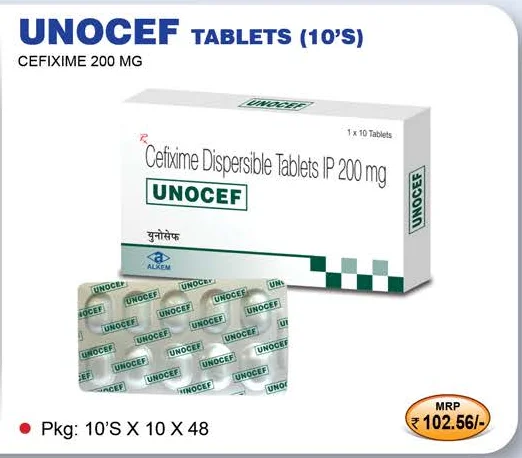 UNOCEF TABLETS (10'S)
CEFIXIME 200 MG
UNOCEF
1 x 10 Tablets
Rx
Cefixime Dispersible Tablets IP 200 mg
UNOCEF
UNOCEF
युनोसेफ
ALKEM
UNOCEF UNOCEF
UNOCEF UNOCEF UNOCEF
UNOCEF UNOCEF UNOCEF
UNOCEF UNOCEF UNOCEF
UNOCEF UNOCEF UNOCEF
Pkg: 10'S X 10 X 48
MRP
₹ 102.56/-